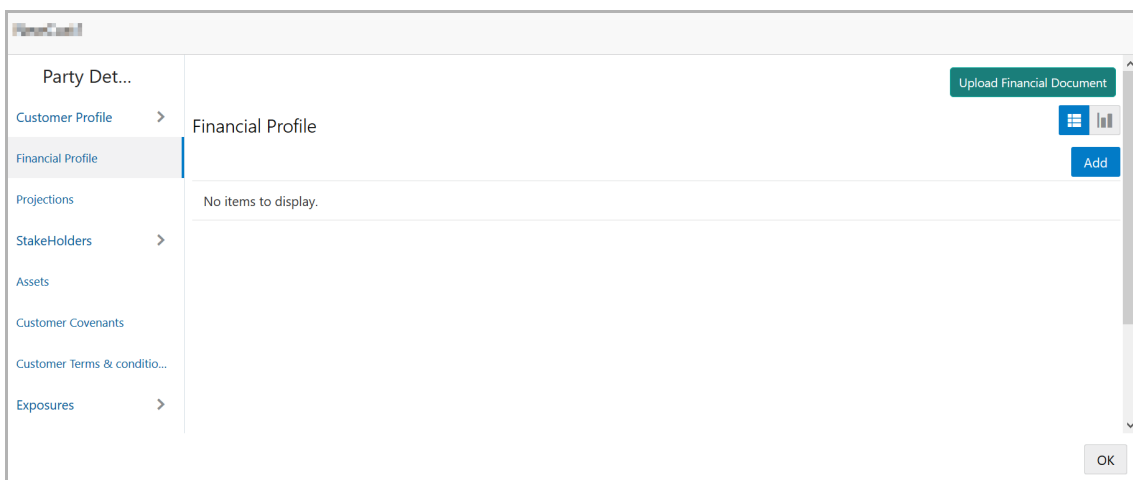 Party Det...
Upload Financial Document
Customer Profile
Financial Profile
Financial Profile
Add
Projections
No items to display.
StakeHolders
Assets
Customer Covenants
Customer Terms & conditio...
Exposures
OK